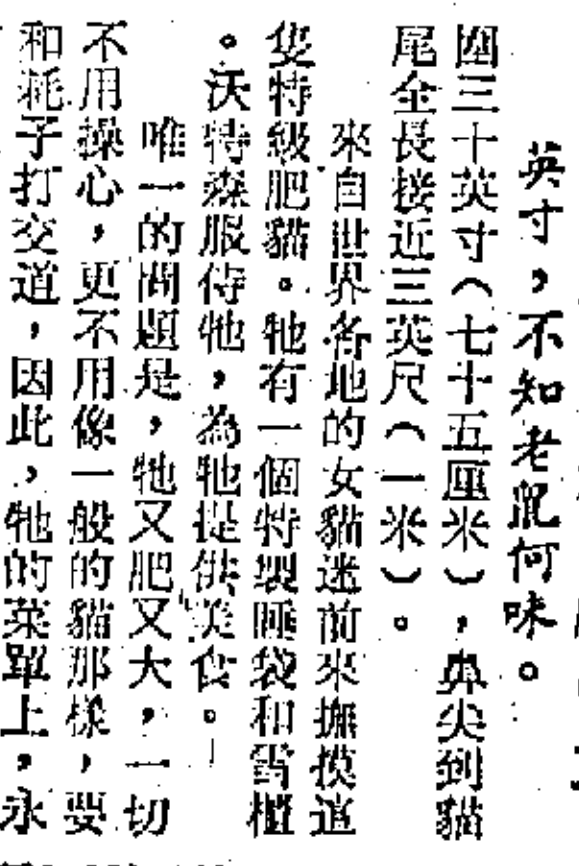 英寸，不知老鼠何味。
圍三十英寸（七十五厘米），鼻尖到貓
尾全長接近三英尺（一米）。
來自世界各地的女貓迷前來撫摸這
隻特級肥貓。牠有一個特製睡袋和雪櫃
。沃特森服侍牠，為牠提供美食。
唯一的問題是，牠又肥又大，一切
不用操心，更不用像一般的貓那樣，要
和耗子打交道，因此，牠的菜單上，永